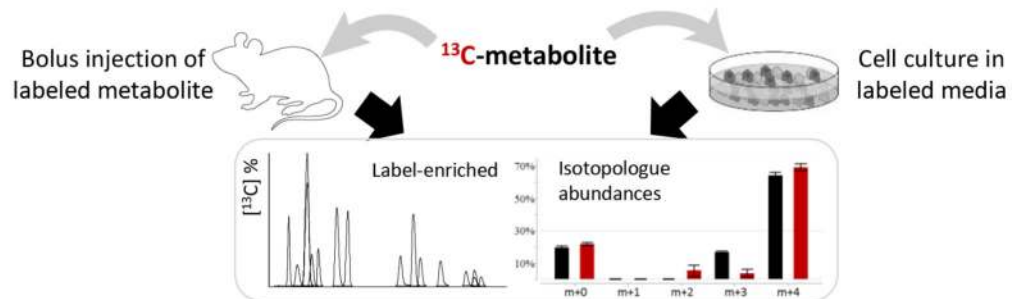 Bolus injection of
labeled metabolite
13C-metabolite
Cell culture in
labeled media
[13C] %
Label-enriched
Isotopologue
abundances
70%
50%
30%
10%
m+0 m+1 m+2 m+3 m+4